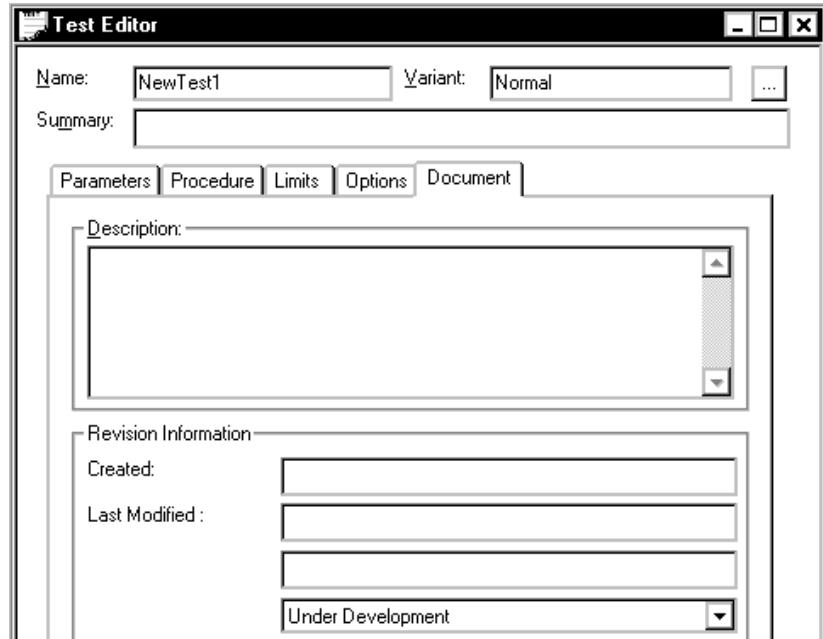 Test Editor
Name: NewTest1 Variant: Normal ...
Summary:
Parameters Procedure Limits Options Document
Description:
Revision Information
Created:
Last Modified :
Under Development